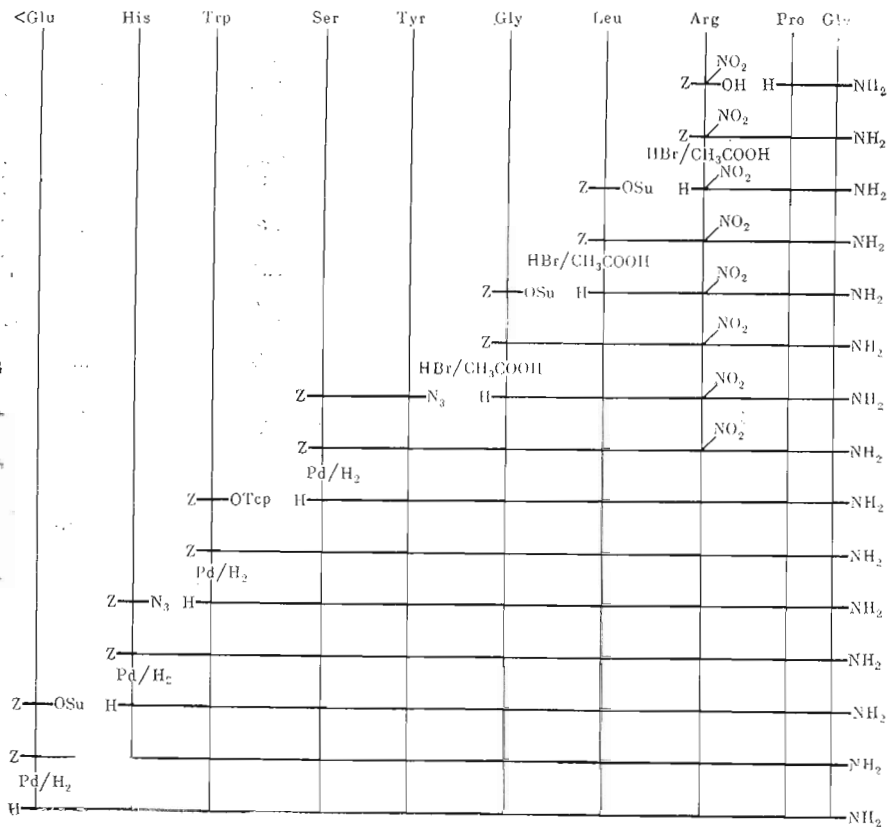 <Glu His Trp Ser Tyr Gly Leu Arg Pro Gly
NO₂
Z OH H NH₂
NO₂
Z NH₂
HBr/CH₃COOH
NO₂
Z OSu H NH₂
NO₂
Z NH₂
HBr/CH₃COOH
NO₂
Z OSu H NH₂
NO₂
Z NH₂
HBr/CH₃COOH
NO₂
Z N₃ H NH₂
NO₂
Z NH₂
Pd/H₂
Z OTcp H NH₂
Z NH₂
Pd/H₂
Z N₃ H NH₂
Z NH₂
Pd/H₂
Z OSu H NH₂
Z NH₂
Pd/H₂
H NH₂